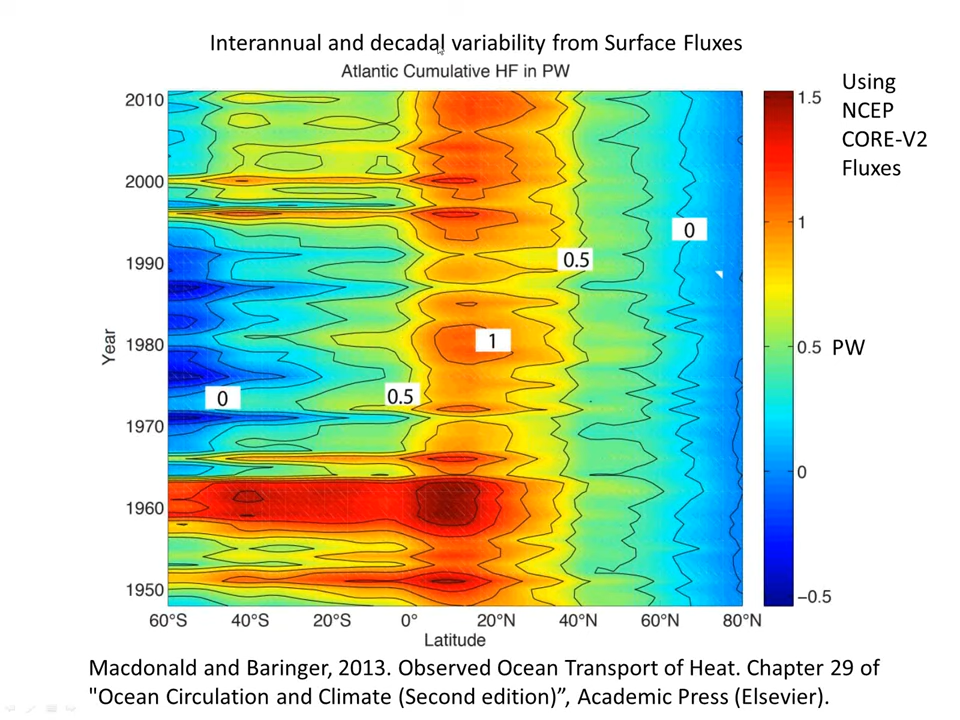 Interannual and decadal variability from Surface Fluxes
Atlantic Cumulative HF in PW
Using
NCEP
CORE-V2
Fluxes
2010
2000
1990
1980
1970
1960
1950
Year
0
0.5
1
0.5
0
1.5
1
0.5
0
−0.5
PW
60°S
40°S
20°S
0°
20°N
40°N
60°N
80°N
Latitude
Macdonald and Baringer, 2013. Observed Ocean Transport of Heat. Chapter 29 of
"Ocean Circulation and Climate (Second edition)”, Academic Press (Elsevier).